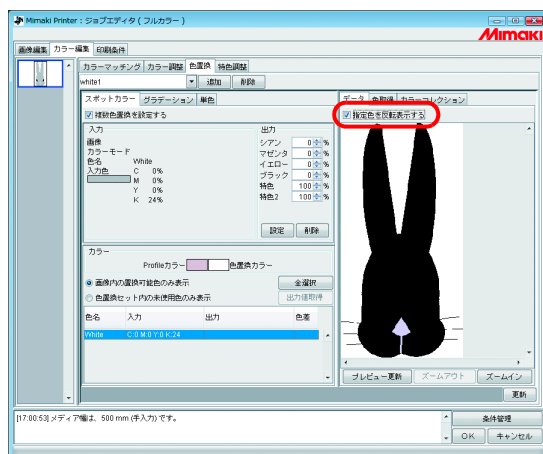 Mimaki Printer : ジョブエディタ ( フルカラー )
Mimaki
画像編集 カラー編集 印刷条件
カラーマッチング カラー調整 色置換 特色調整
white1 追加 削除
スポットカラー グラデーション 単色
複数色置換を設定する
入力
画像
カラーモード
色名 White
入力色 C 0%
M 0%
Y 0%
K 24%
出力
シアン 0 %
マゼンタ 0 %
イエロー 0 %
ブラック 0 %
特色 100 %
特色2 100 %
設定 削除
カラー
Profileカラー 色置換カラー
画像内の置換可能色のみ表示 全選択
色置換セット内の未使用色のみ表示 出力値取得
色名 入力 出力 色差
White C:0 M:0 Y:0 K:24
データ 色取得 カラーコレクション
指定色を反転表示する
プレビュー更新 ズームアウト ズームイン
更新
[17:00:53] メディア幅は、500 mm (手入力) です。
条件管理
OK キャンセル